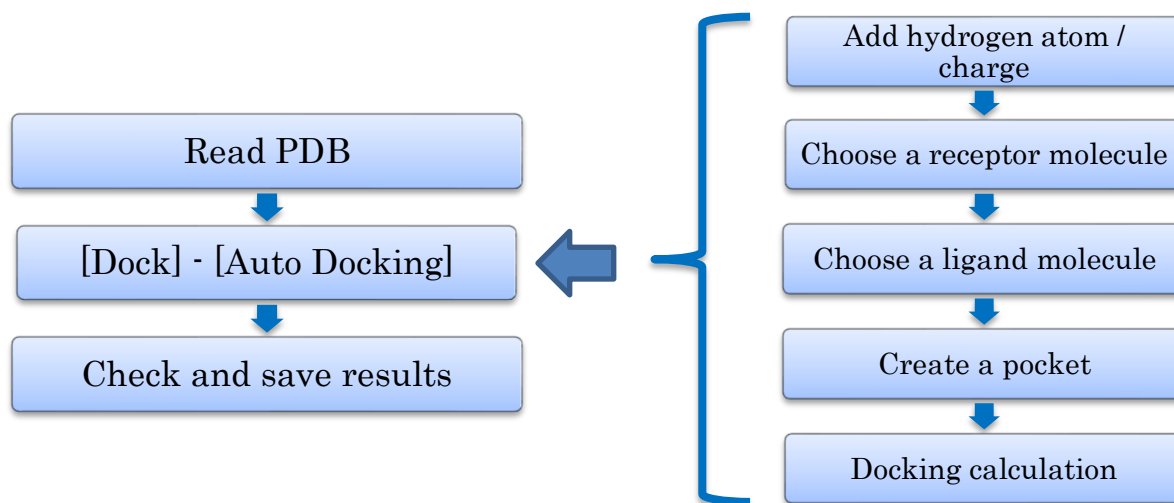 Read PDB
[Dock] - [Auto Docking]
Check and save results
Add hydrogen atom /
charge
Choose a receptor molecule
Choose a ligand molecule
Create a pocket
Docking calculation